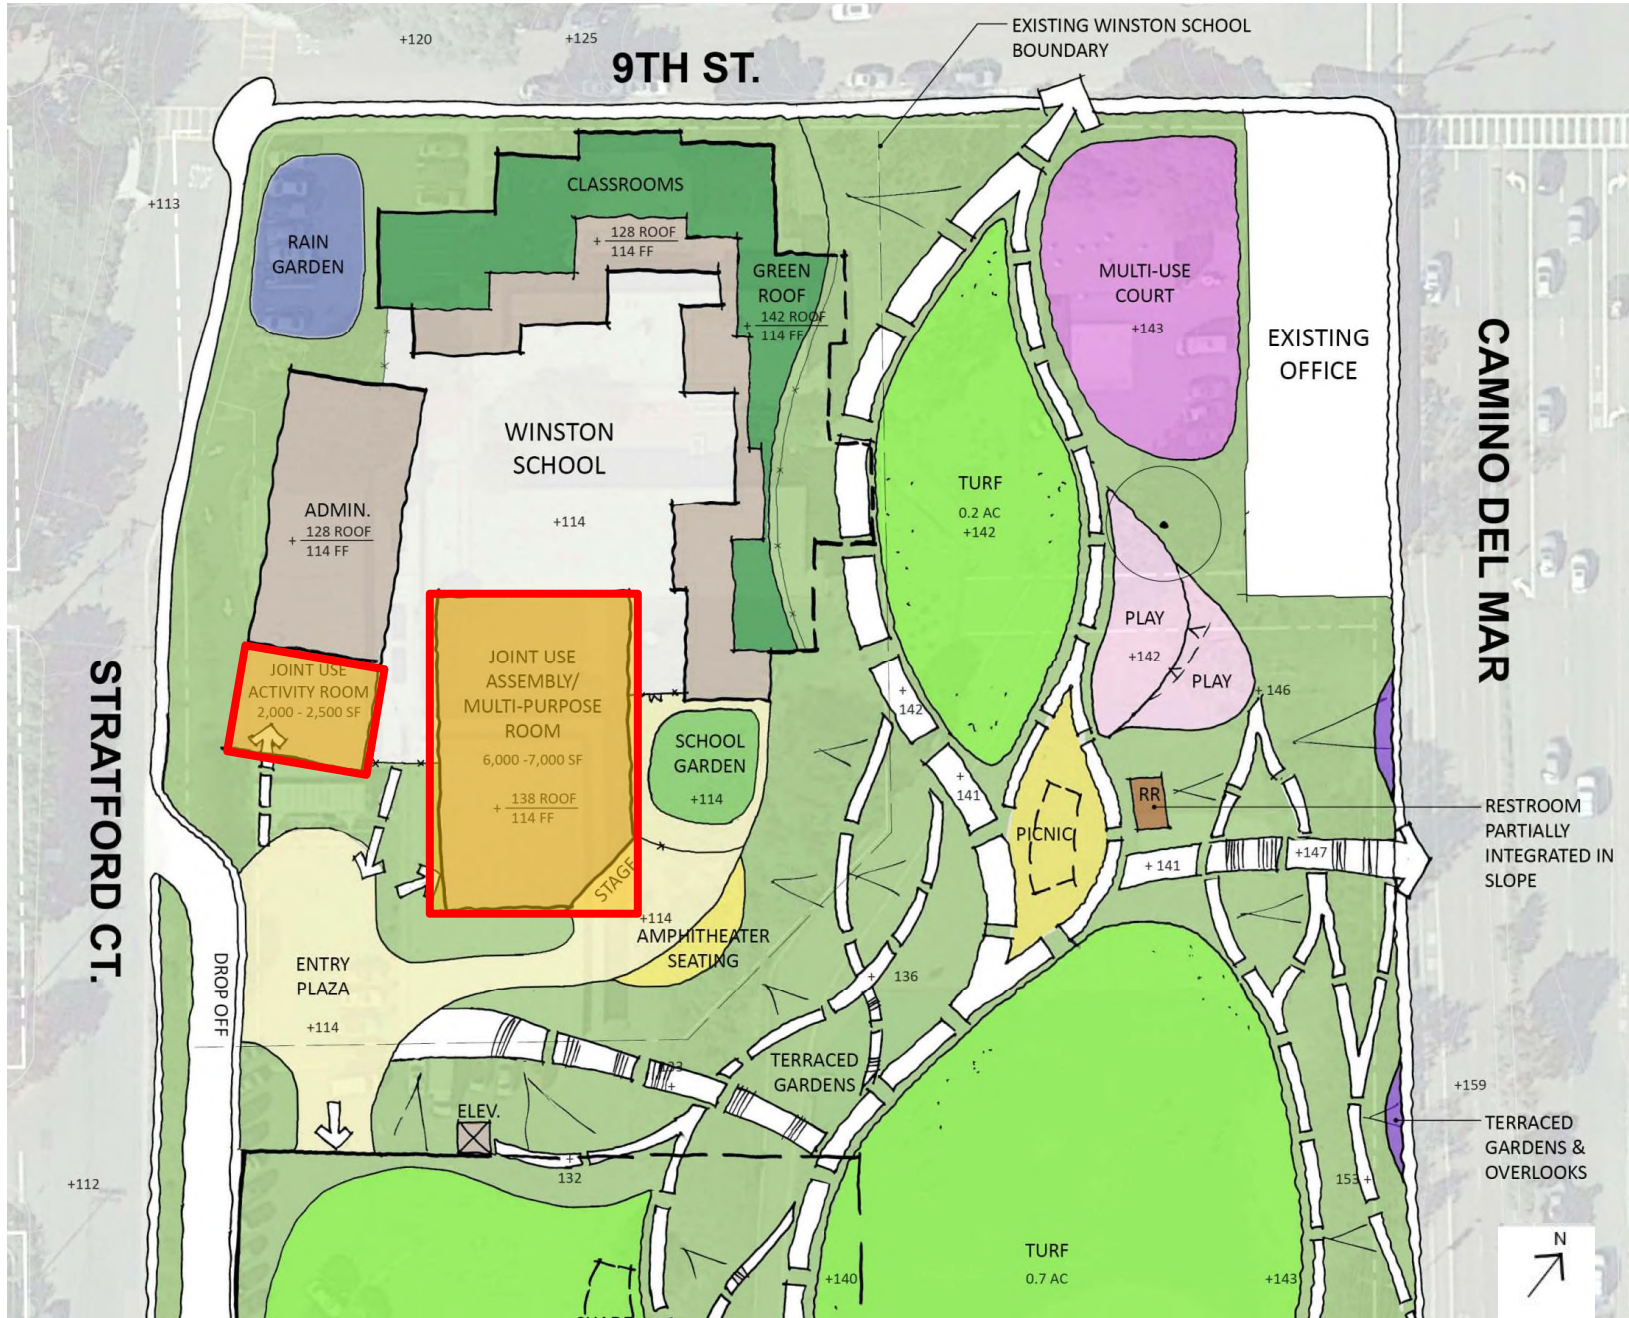 +120
+125
9TH ST.
EXISTING WINSTON SCHOOL
BOUNDARY
+113
RAIN
GARDEN
CLASSROOMS
+ 128 ROOF
114 FF
GREEN
ROOF
+ 142 ROOF
114 FF
MULTI-USE
COURT
+143
EXISTING
OFFICE
CAMINO DEL MAR
WINSTON
SCHOOL
+114
ADMIN.
+ 128 ROOF
114 FF
TURF
0.2 AC
+142
PLAY
+142
PLAY
+ 146
JOINT USE
ACTIVITY ROOM
2,000 - 2,500 SF
JOINT USE
ASSEMBLY/
MULTI-PURPOSE
ROOM
6,000 -7,000 SF
+ 138 ROOF
114 FF
STAGE
SCHOOL
GARDEN
+114
+
142
+
141
PICNIC
RR
+ 141
+147
RESTROOM
PARTIALLY
INTEGRATED IN
SLOPE
STRATFORD CT.
DROP OFF
ENTRY
PLAZA
+114
+114
AMPHITHEATER
SEATING
+ 136
TERRACED
GARDENS
133
+
ELEV.
+
132
+159
TERRACED
GARDENS &
OVERLOOKS
153 +
+112
TURF
0.7 AC
+140
+143
N